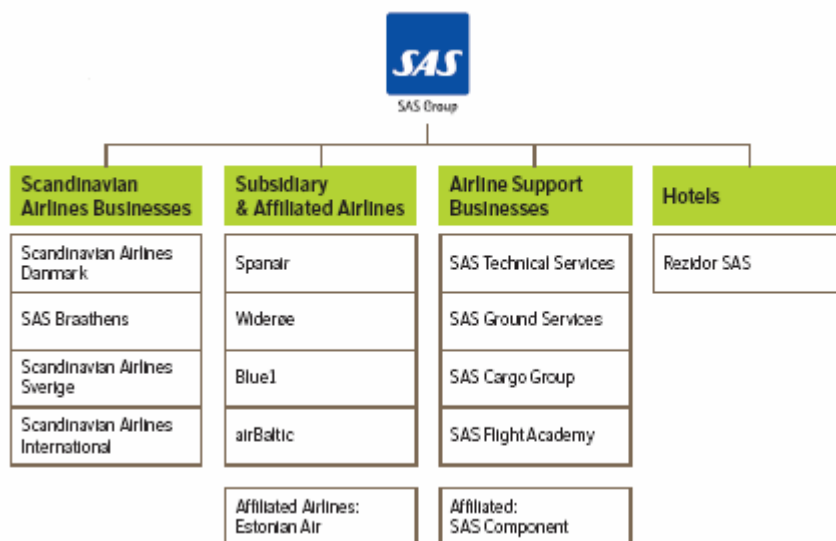 SAS
SAS Group
Scandinavian
Airlines Businesses
Scandinavian Airlines
Danmark
SAS Braathens
Scandinavian Airlines
Sverige
Scandinavian Airlines
International
Subsidiary
& Affiliated Airlines
Spanair
Widerøe
Blue1
airBaltic
Affiliated Airlines:
Estonian Air
Airline Support
Businesses
SAS Technical Services
SAS Ground Services
SAS Cargo Group
SAS Flight Academy
Affiliated:
SAS Component
Hotels
Rezidor SAS